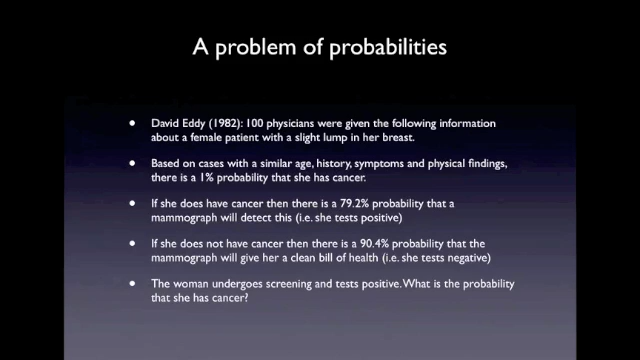 A problem of probabilities
• David Eddy (1982): 100 physicians were given the following information
about a female patient with a slight lump in her breast.
• Based on cases with a similar age, history, symptoms and physical findings,
there is a 1% probability that she has cancer.
• If she does have cancer then there is a 79.2% probability that a
mammograph will detect this (i.e. she tests positive)
• If she does not have cancer then there is a 90.4% probability that the
mammograph will give her a clean bill of health (i.e. she tests negative)
• The woman undergoes screening and tests positive. What is the probability
that she has cancer?